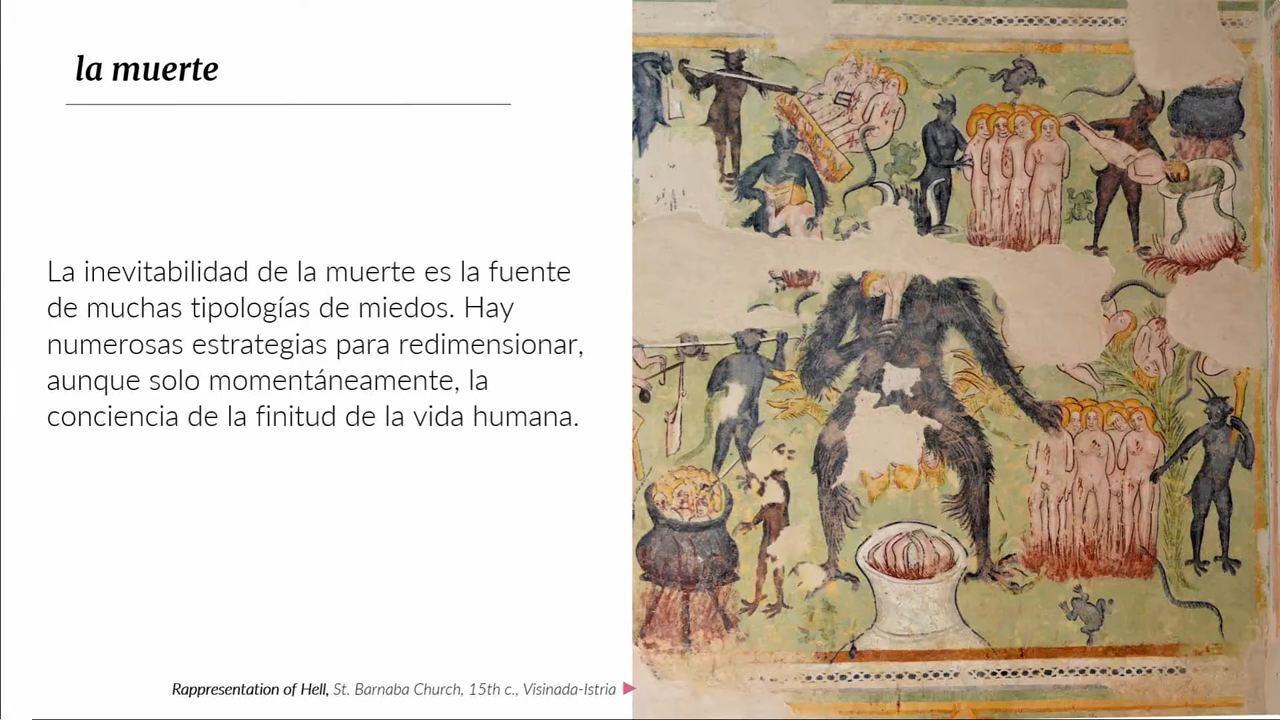 la muerte
La inevitabilidad de la muerte es la fuente
de muchas tipologías de miedos. Hay
numerosas estrategias para redimensionar,
aunque solo momentáneamente, la
conciencia de la finitud de la vida humana.
Rappresentation of Hell, St. Barnaba Church, 15th c., Visinada-Istria